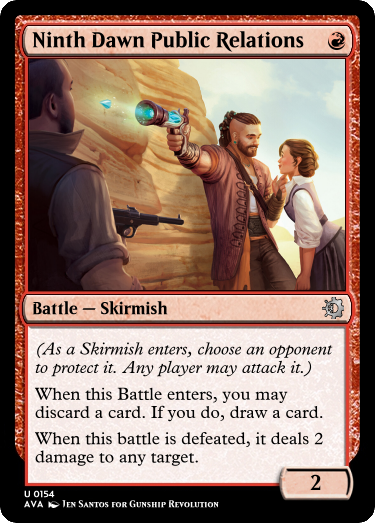 Ninth Dawn Public Relations
Battle — Skirmish
(As a Skirmish enters, choose an opponent
to protect it. Any player may attack it.)
When this Battle enters, you may
discard a card. If you do, draw a card.
When this battle is defeated, it deals 2
damage to any target.
2
U 0154
AVA Jen Santos for Gunship Revolution